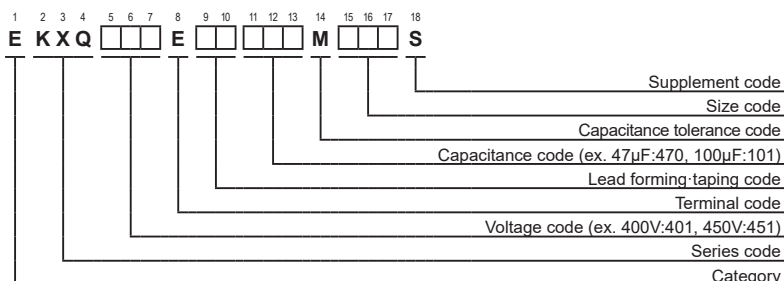 1 2 3 4 5 6 7 8 9 10 11 12 13 14 15 16 17 18
E K X Q E M S
Supplement code
Size code
Capacitance tolerance code
Capacitance code (ex. 47μF:470, 100μF:101)
Lead forming·taping code
Terminal code
Voltage code (ex. 400V:401, 450V:451)
Series code
Category